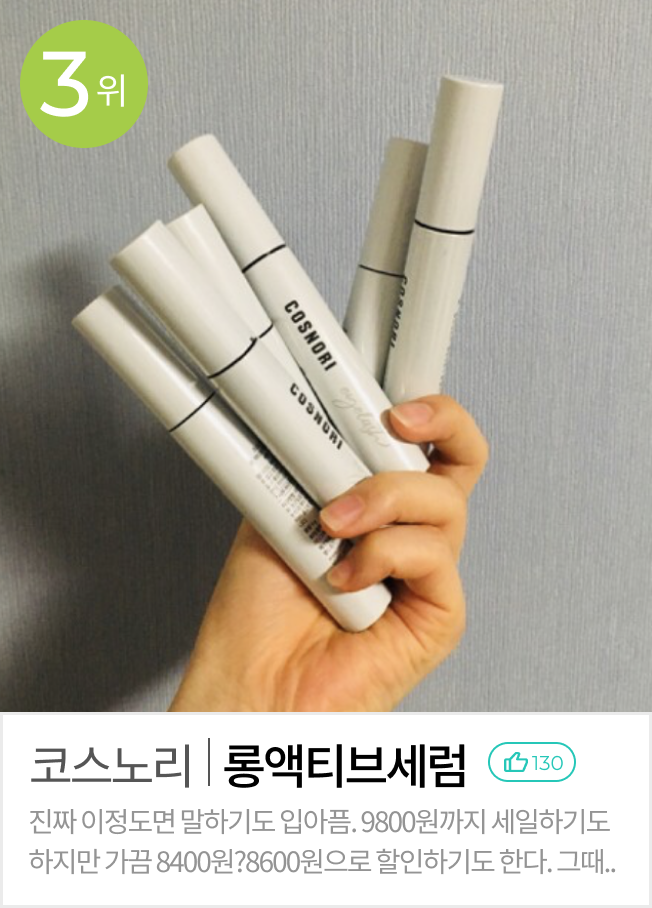 3위
COSNORI
COSNORI
COSNORI
eyelash
코스노리 | 롱액티브세럼 130
진짜 이정도면 말하기도 입아픔. 9800원까지 세일하기도
하지만 가끔 8400원?8600원으로 할인하기도 한다. 그때..